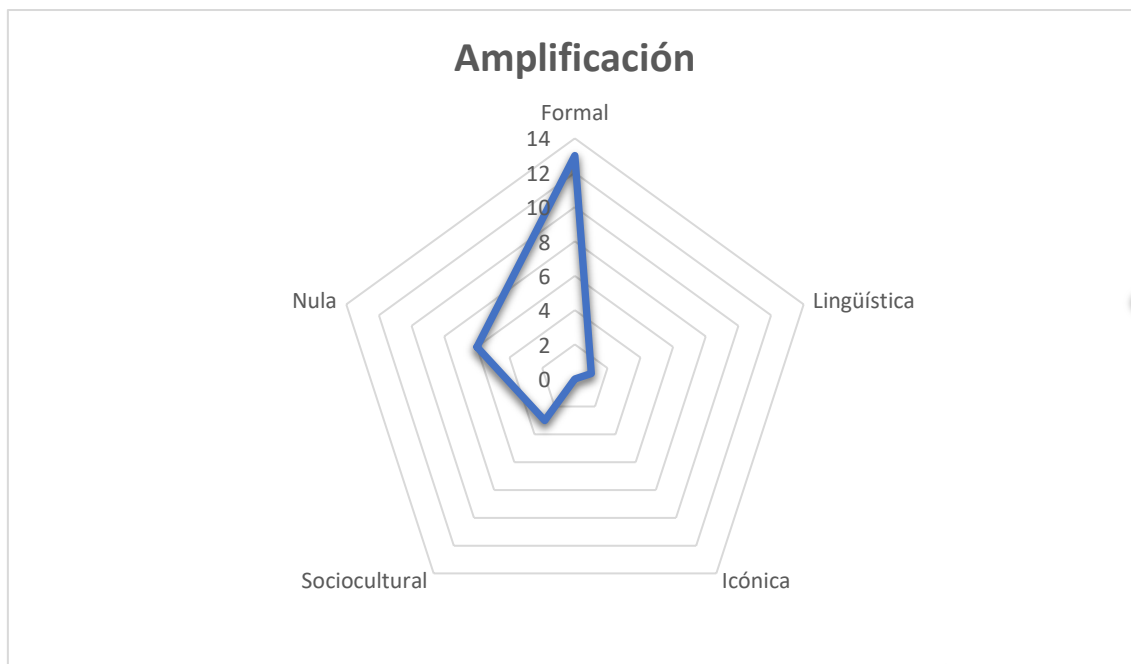 Amplificación
Formal
14
12
10
8
6
4
2
0
Nula
Lingüística
Sociocultural
Icónica